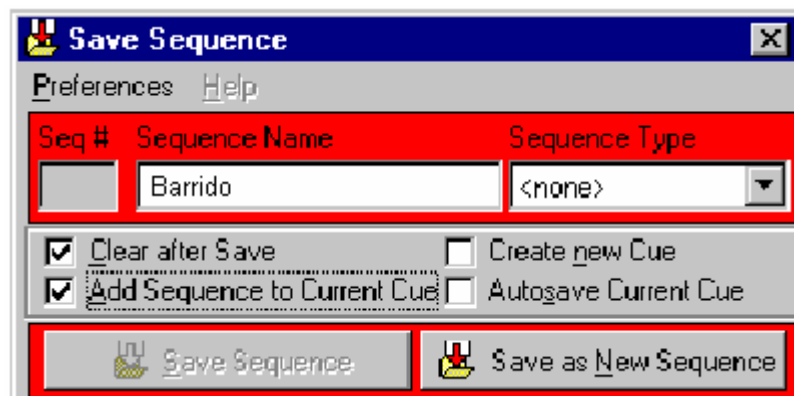 Save Sequence
Preferences Help
Seq # Sequence Name Sequence Type
Barrido <none>
Clear after Save Create new Cue
Add Sequence to Current Cue Autosave Current Cue
Save Sequence Save as New Sequence